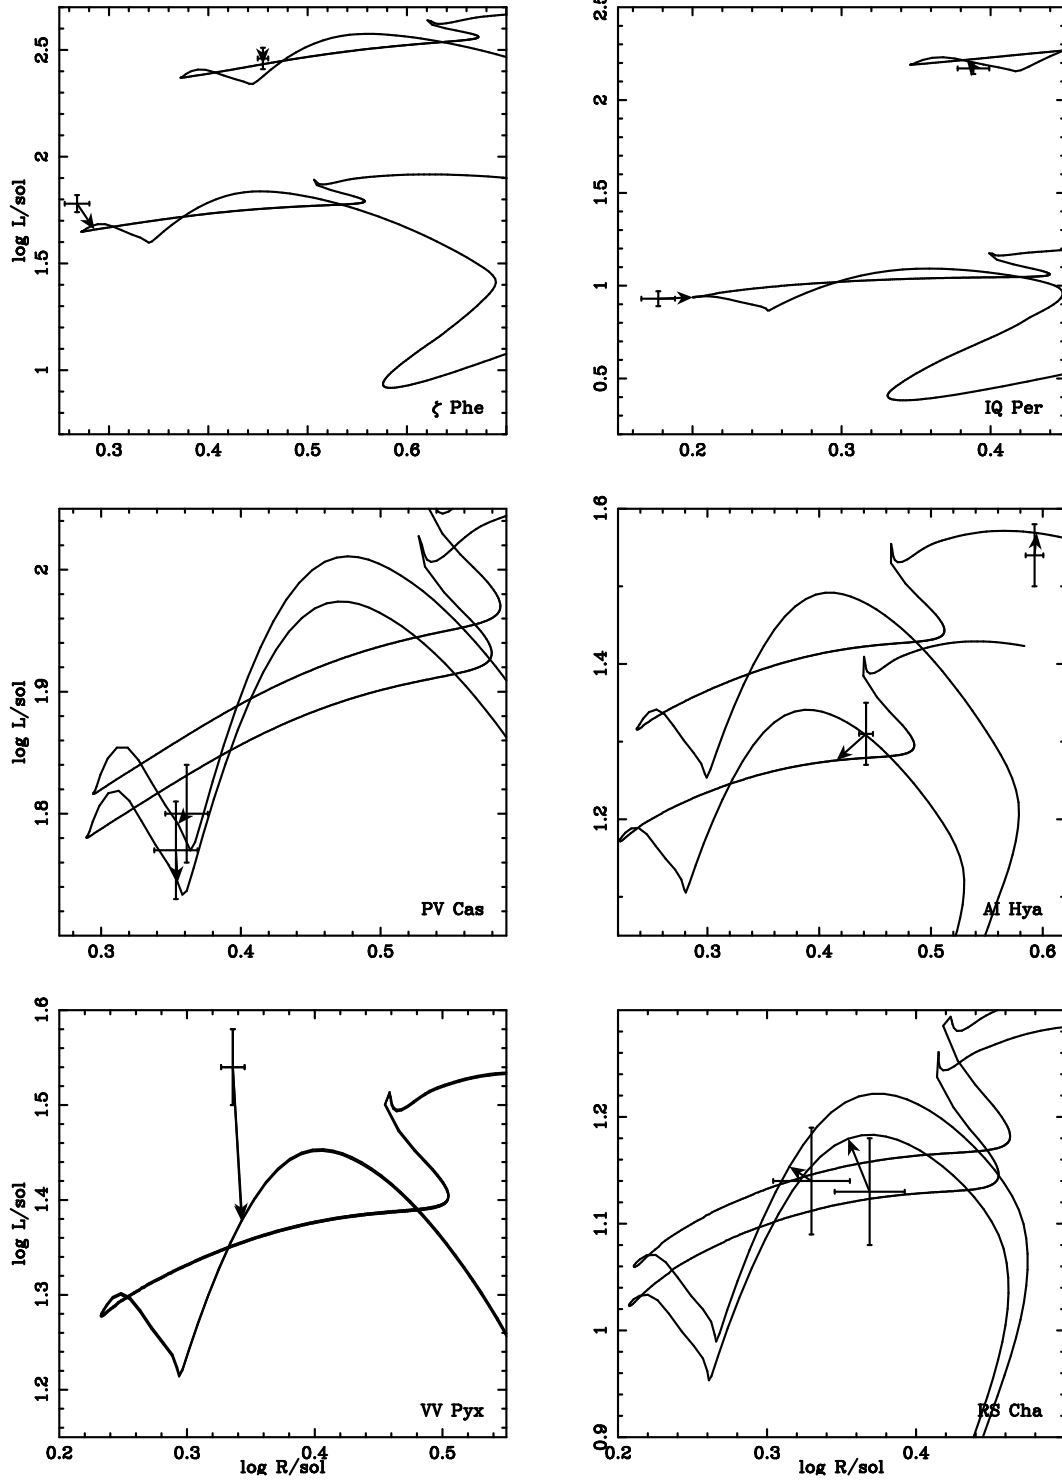 2.5
2
1.5
1
log L/sol
ζ Phe
0.3 0.4 0.5 0.6
2.5
2
1.5
1
0.5
IQ Per
0.2 0.3 0.4
2
1.9
1.8
log L/sol
PV Cas
0.3 0.4 0.5
1.6
1.4
1.2
AI Hya
0.3 0.4 0.5 0.6
1.6
1.5
1.4
1.3
1.2
log L/sol
VV Pyx
0.2 0.3 0.4 0.5
log R/sol
1.2
1.1
1
0.9
RS Cha
0.2 0.3 0.4
log R/sol